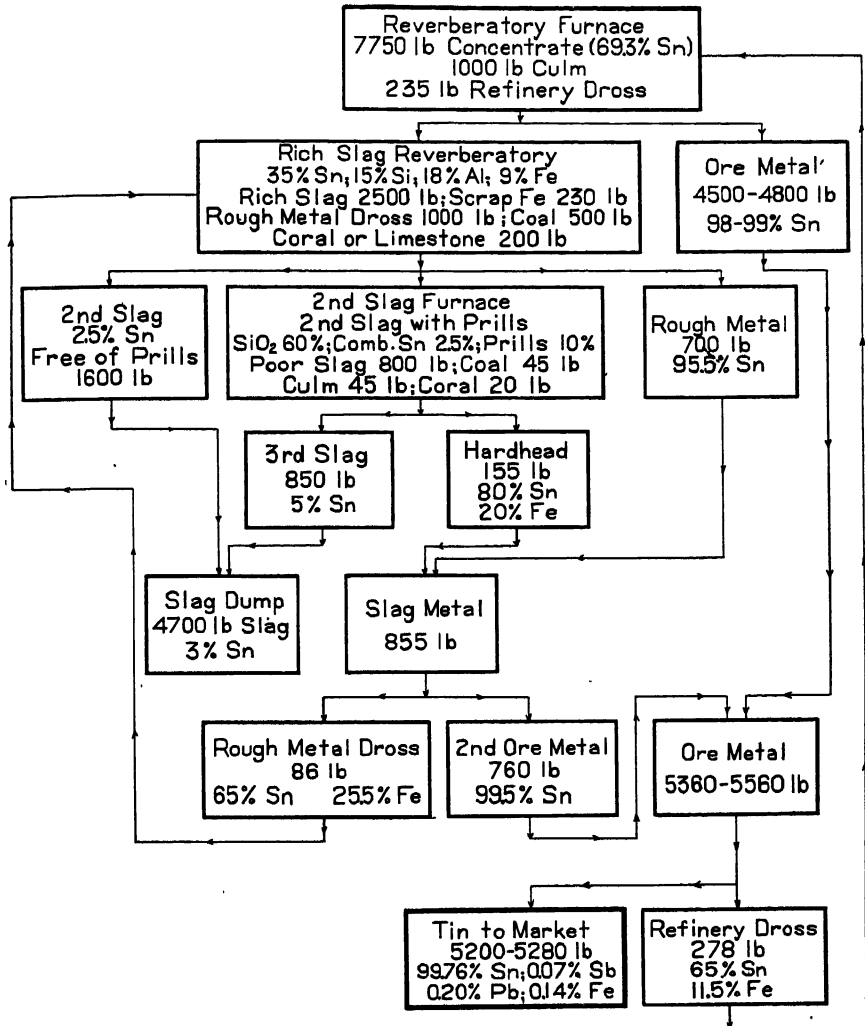 Reverberatory Furnace
7750 lb Concentrate (69.3% Sn)
1000 lb Culm
235 lb Refinery Dross
Rich Slag Reverberatory
35% Sn; 15% Si; 18% Al; 9% Fe
Rich Slag 2500 lb; Scrap Fe 230 lb
Rough Metal Dross 1000 lb; Coal 500 lb
Coral or Limestone 200 lb
Ore Metal
4500-4800 lb
98-99% Sn
2nd Slag
2.5% Sn
Free of Prills
1600 lb
2nd Slag Furnace
2nd Slag with Prills
SiO2 60%; Comb. Sn 2.5%; Prills 10%
Poor Slag 800 lb; Coal 45 lb
Culm 45 lb; Coral 20 lb
Rough Metal
700 lb
95.5% Sn
3rd Slag
850 lb
5% Sn
Hardhead
155 lb
80% Sn
20% Fe
Slag Dump
4700 lb Slag
3% Sn
Slag Metal
855 lb
Rough Metal Dross
86 lb
65% Sn 25.5% Fe
2nd Ore Metal
760 lb
99.5% Sn
Ore Metal
5360-5560 lb
Tin to Market
5200-5280 lb
99.76% Sn; 0.07% Sb
0.20% Pb; 0.14% Fe
Refinery Dross
278 lb
65% Sn
11.5% Fe